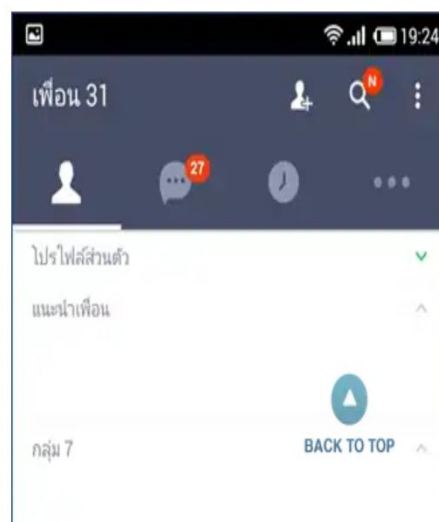 19:24
เพื่อน 31
N
27
โปรไฟล์ส่วนตัว
แนะนำเพื่อน
กลุ่ม 7
BACK TO TOP